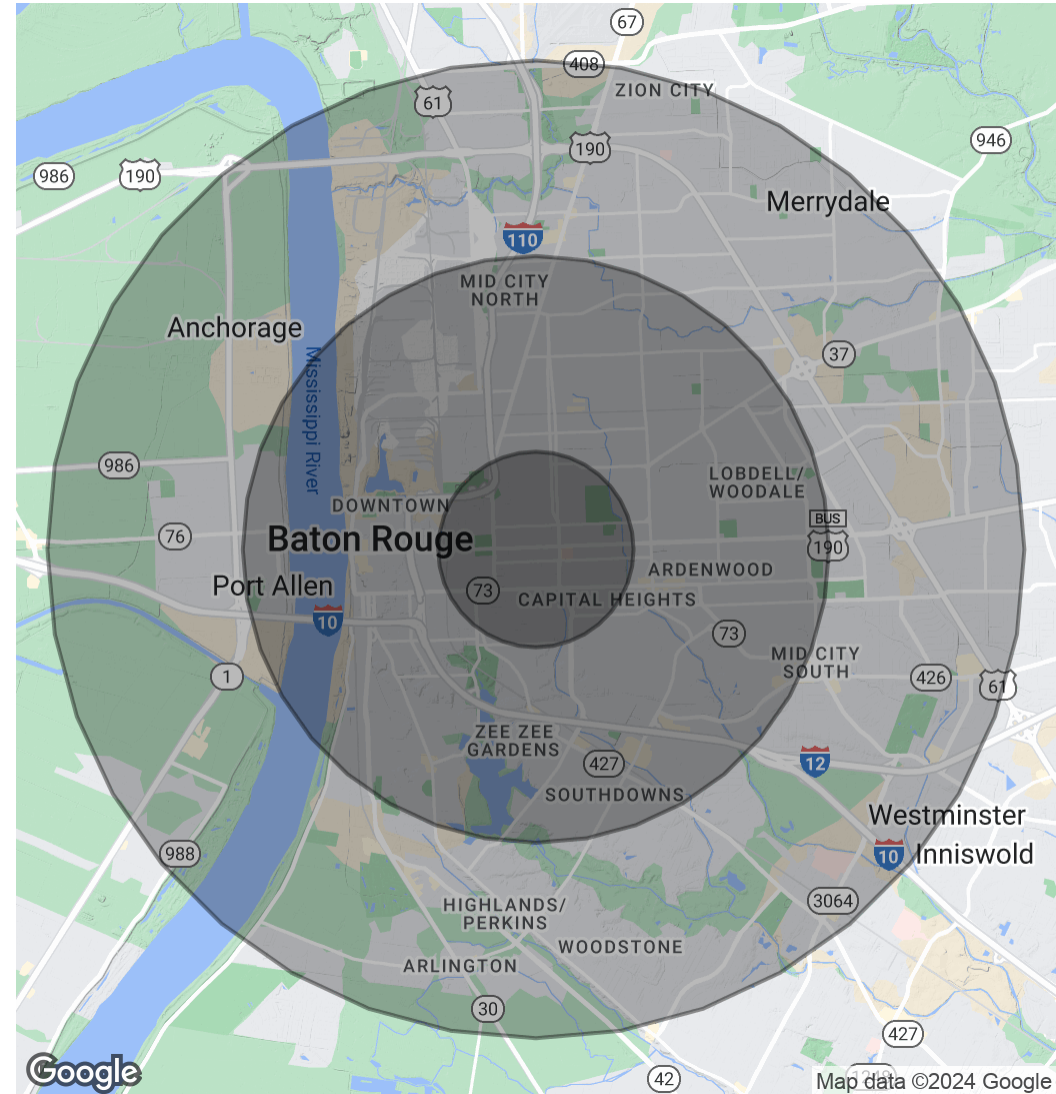 67
408
ZION CITY
61
190
946
986
190
Merrydale
110
MID CITY
NORTH
Anchorage
37
Mississippi River
986
LOBDELL/
WOODALE
DOWNTOWN
BUS
190
76
Baton Rouge
ARDENWOOD
Port Allen
73
CAPITAL HEIGHTS
10
73
MID CITY
SOUTH
1
426
61
ZEE ZEE
GARDENS
427
12
SOUTHDOWNS
Westminster
988
10
Inniswold
3064
HIGHLANDS/
PERKINS
WOODSTONE
ARLINGTON
30
427
Google
42
1248
Map data ©2024 Google